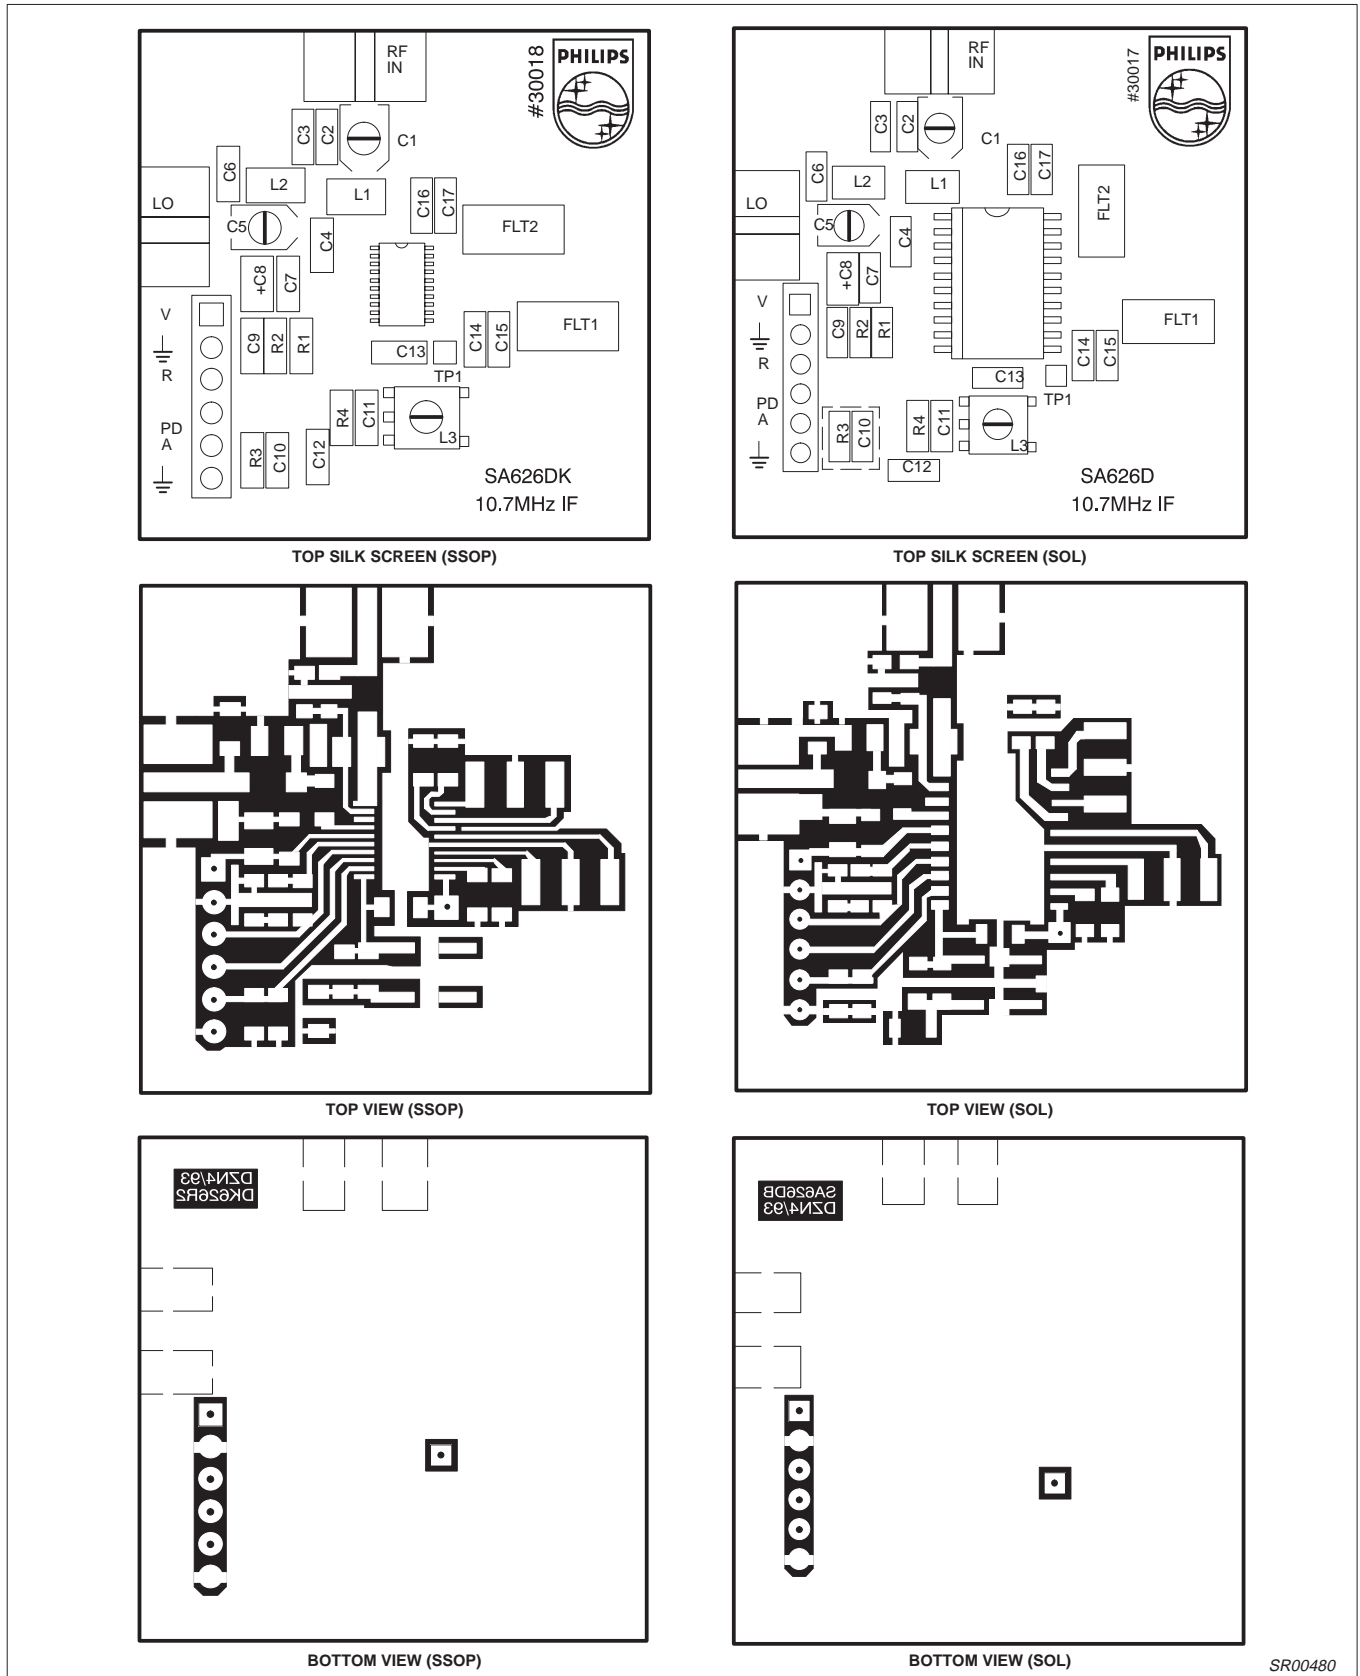 RF
IN
#30018
PHILIPS
C3
C2
C1
C6
L2
L1
LO
C16
C17
C5
C4
FLT2
+C8
C7
V
C9
R2
R1
C14
C15
FLT1
C13
R
TP1
PD
A
R4
C11
L3
R3
C10
C12
SA626DK
10.7MHz IF
TOP SILK SCREEN (SSOP)
RF
IN
#30017
PHILIPS
C3
C2
C1
C16
C17
C6
L2
L1
FLT2
LO
C5
C4
+C8
C7
V
C9
R2
R1
FLT1
C14
C15
R
C13
TP1
PD
A
R3
C10
R4
C11
L3
C12
SA626D
10.7MHz IF
TOP SILK SCREEN (SOL)
TOP VIEW (SSOP)
TOP VIEW (SOL)
DZN4/93
DK626R2
BOTTOM VIEW (SSOP)
SA626DB
DZN4/93
BOTTOM VIEW (SOL)
SR00480